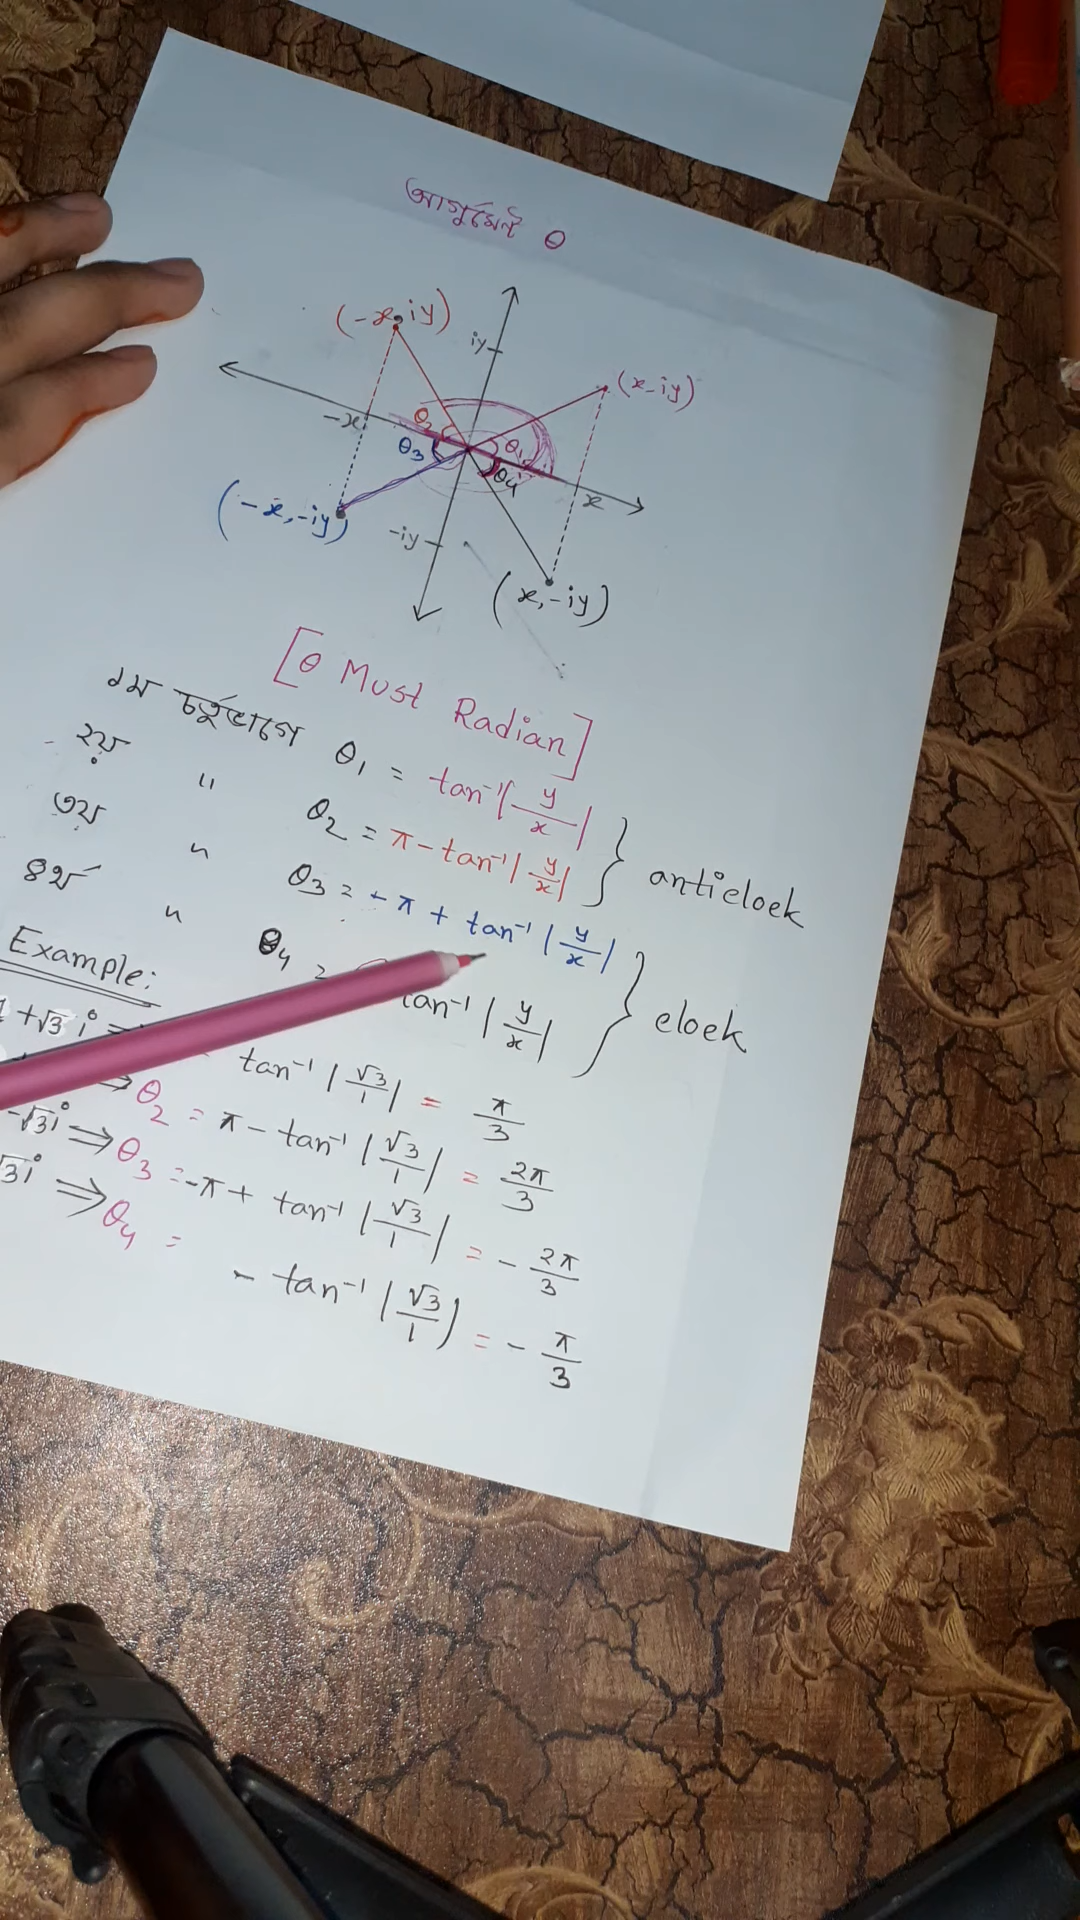 আর্গুমেন্ট θ
(-x, iy)
iy
(x-iy)
-x
θ2
θ1
θ3
θ4
x
(-x,-iy)
-iy
(x,-iy)
[θ Must Radian]
১ম চতুর্ভাগে θ1 = tan⁻¹|y/x|
২য় " θ2 = π - tan⁻¹|y/x|
} anticlock
৩য় " θ3 = -π + tan⁻¹|y/x|
৪র্থ " θ4 = tan⁻¹|y/x|
} clock
Example:
+√3 i tan⁻¹|√3/1| = π/3
⇒ θ2 = π - tan⁻¹|√3/1| = 2π/3
-√3i ⇒ θ3 = -π + tan⁻¹|√3/1| = - 2π/3
√3i ⇒ θ4 = - tan⁻¹|√3/1) = - π/3